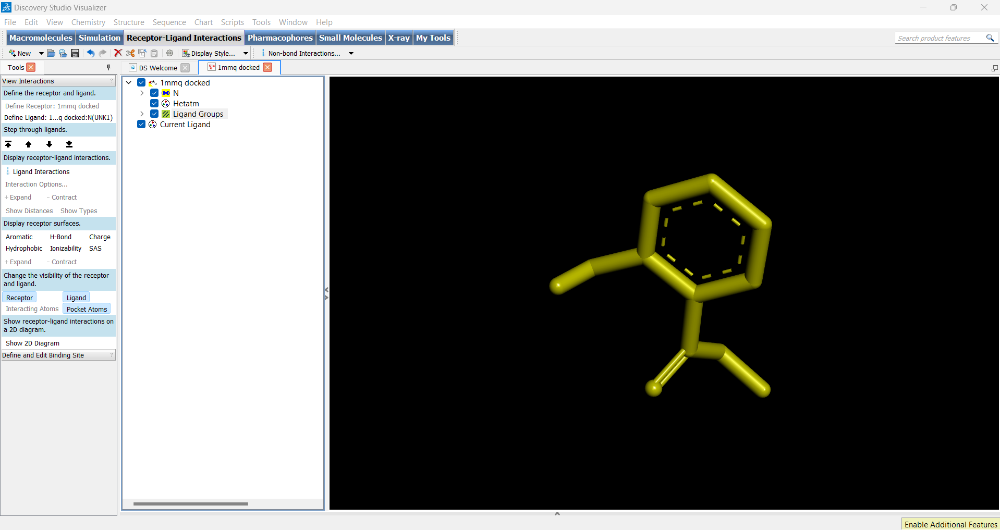 Discovery Studio Visualizer
File Edit View Chemistry Structure Sequence Chart Scripts Tools Window Help
Macromolecules Simulation Receptor-Ligand Interactions Pharmacophores Small Molecules X-ray My Tools
Search product features
New Display Style... Non-bond Interactions...
Tools DS Welcome 1mmq docked
View Interactions ?
Define the receptor and ligand.
Define Receptor: 1mmq docked
Define Ligand: 1...q docked:N(UNK1)
Step through ligands.
Display receptor-ligand interactions.
Ligand Interactions
Interaction Options...
+ Expand - Contract
Show Distances Show Types
Display receptor surfaces.
Aromatic H-Bond Charge
Hydrophobic Ionizability SAS
+ Expand - Contract
Change the visibility of the receptor
and ligand.
Receptor Ligand
Interacting Atoms Pocket Atoms
Show receptor-ligand interactions on
a 2D diagram.
Show 2D Diagram
Define and Edit Binding Site ?
1mmq docked
N
Hetatm
Ligand Groups
Current Ligand
Enable Additional Features